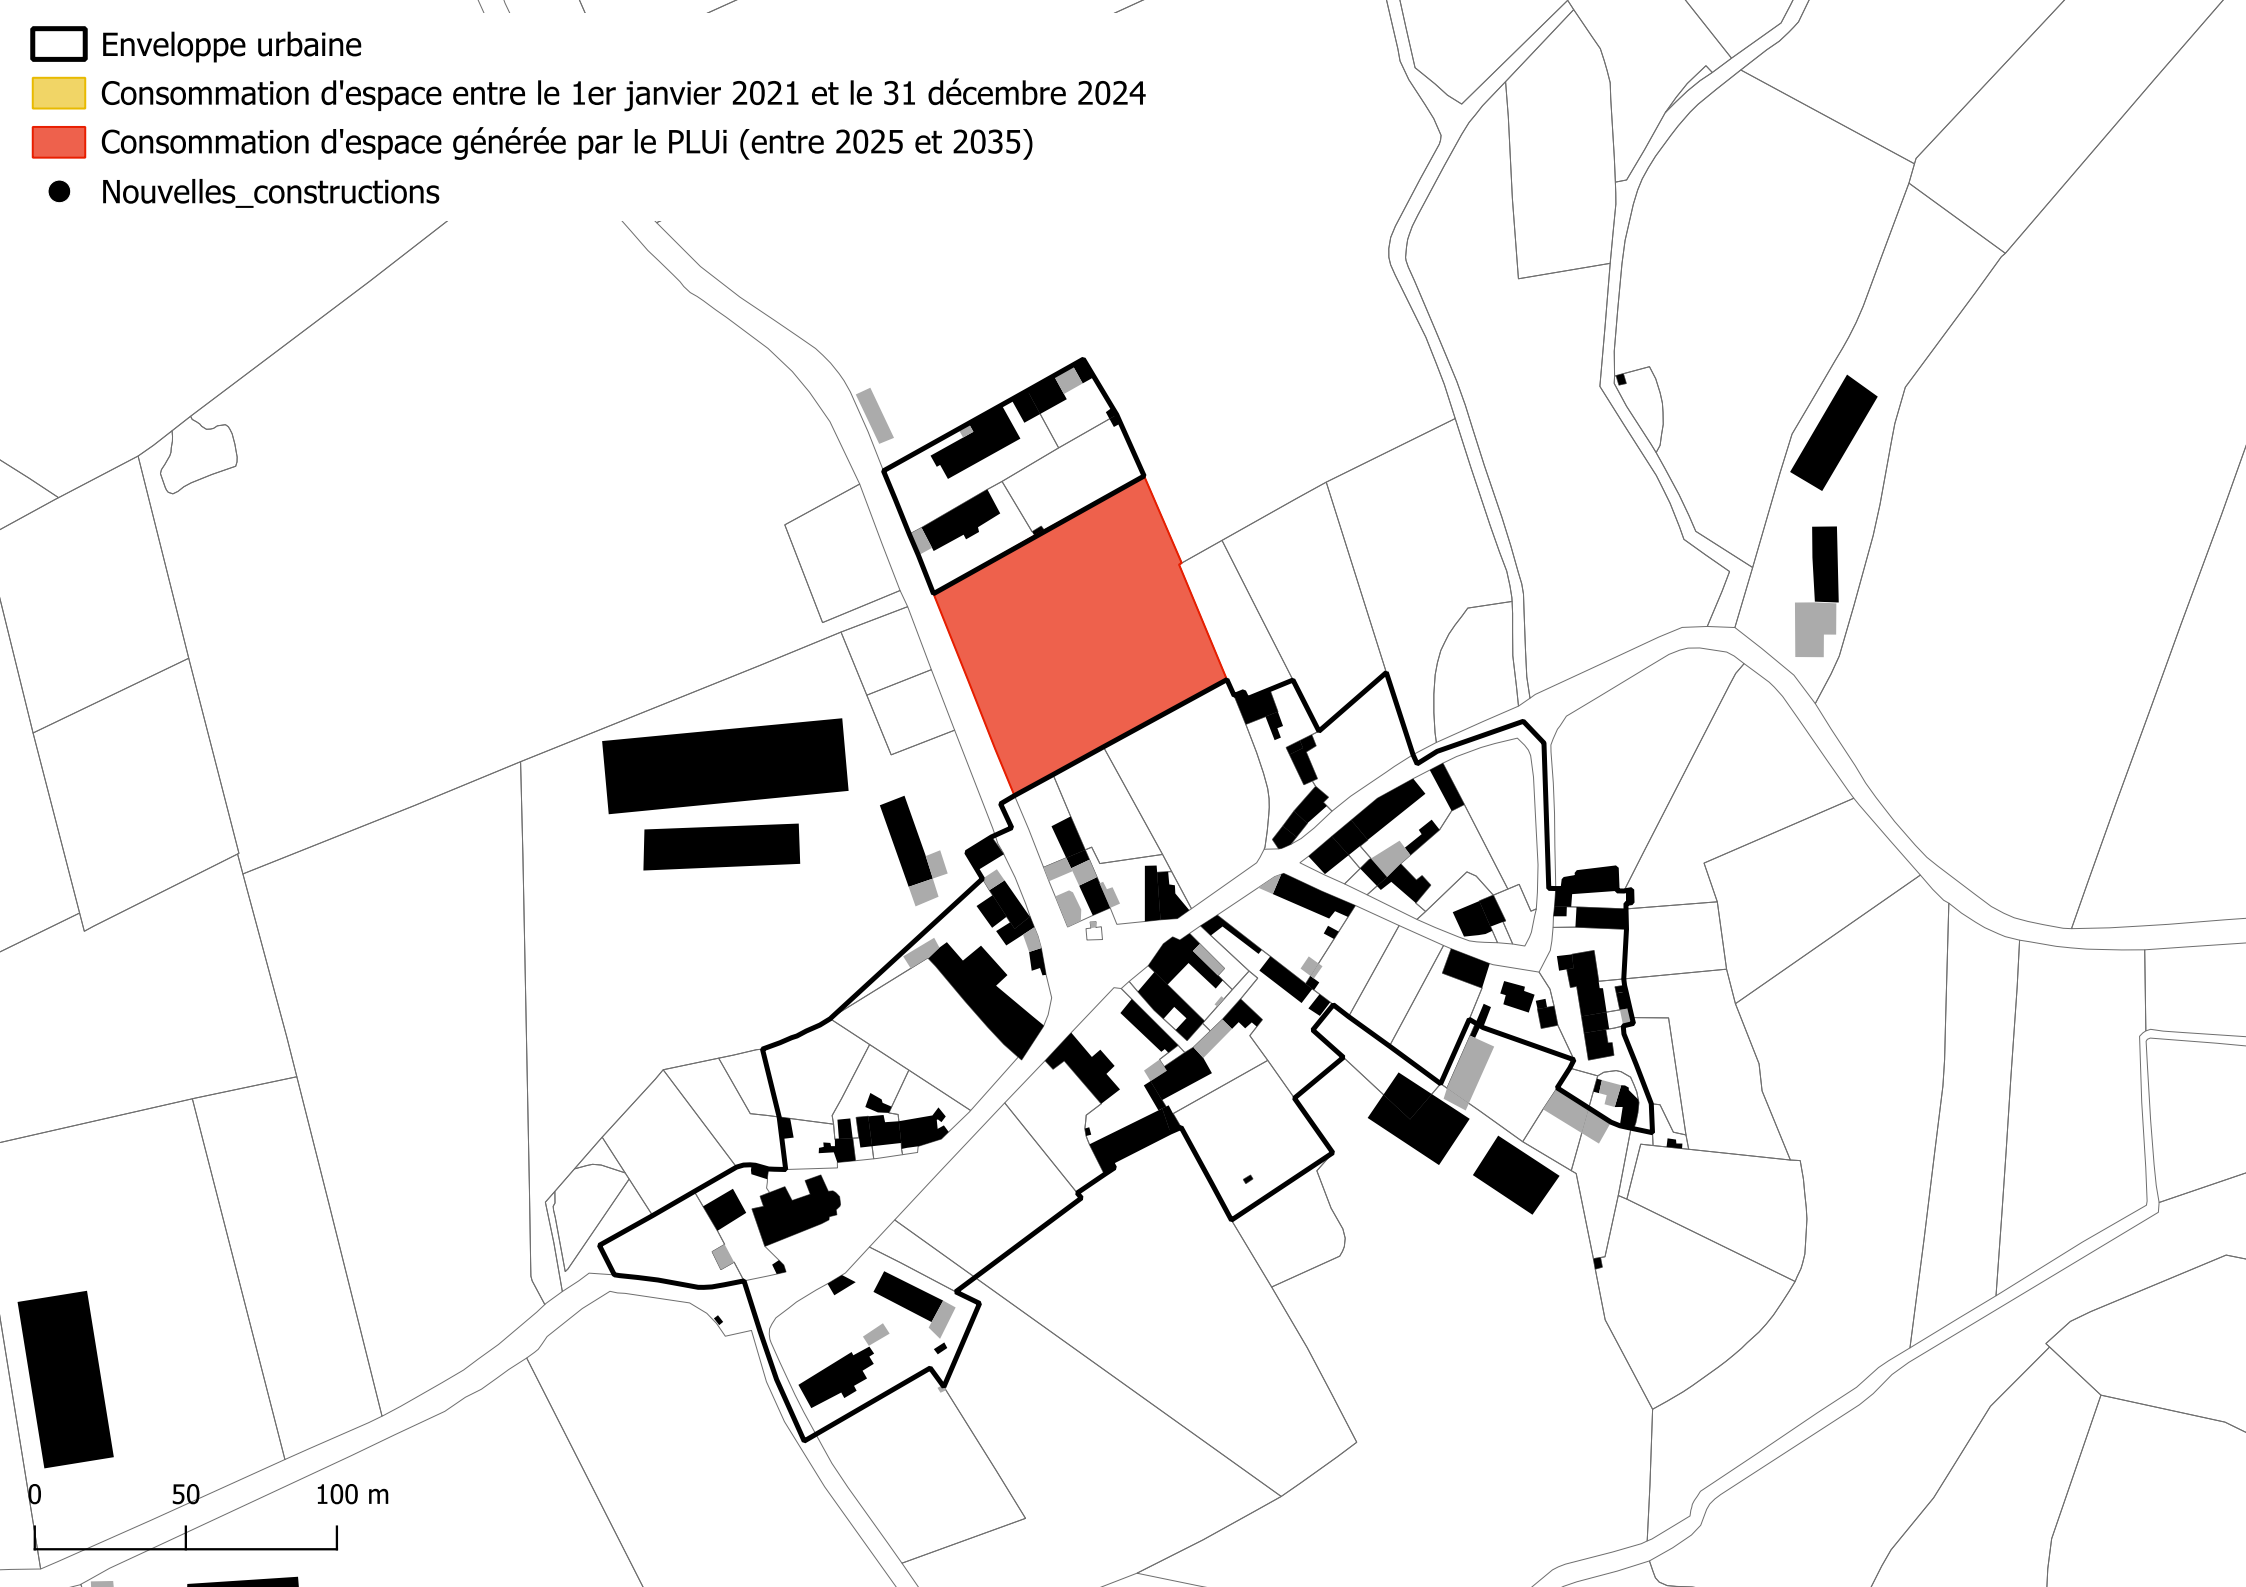 Enveloppe urbaine
Consommation d'espace entre le 1er janvier 2021 et le 31 décembre 2024
Consommation d'espace générée par le PLUi (entre 2025 et 2035)
Nouvelles_constructions
0 50 100 m